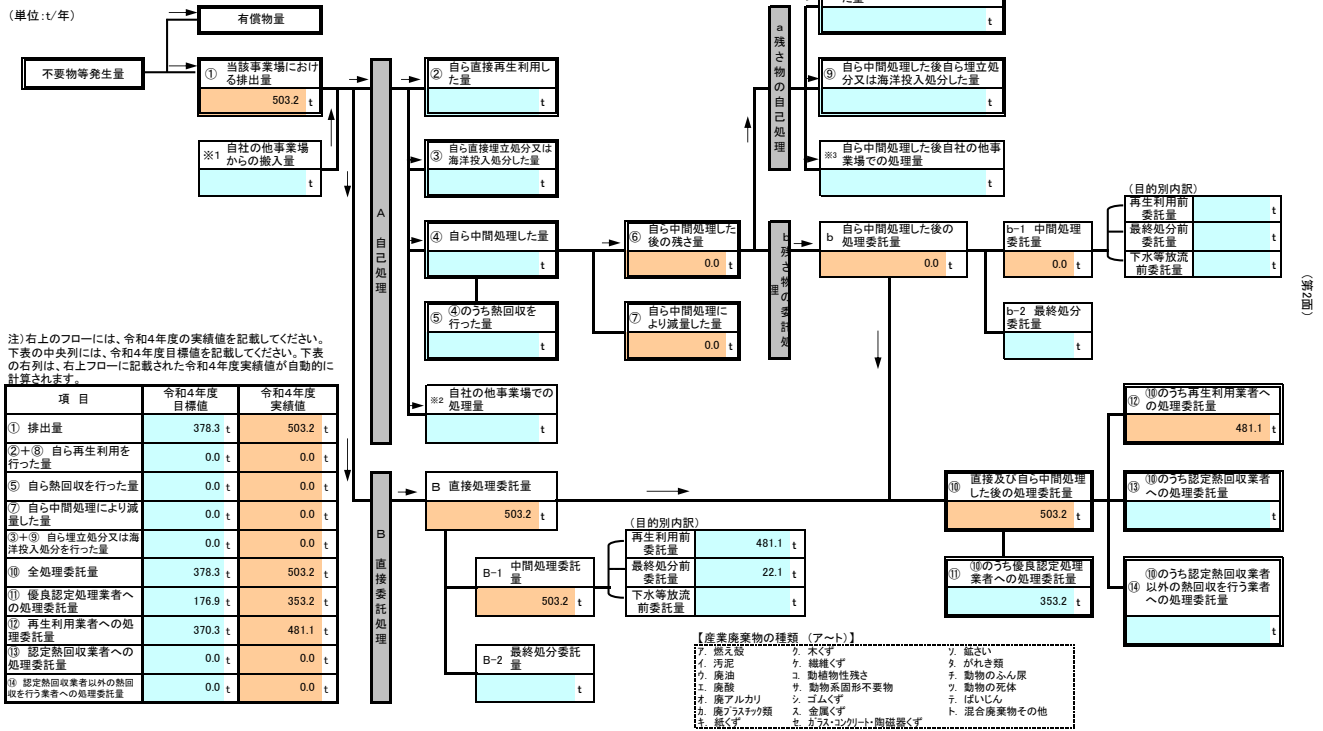 (単位:t/年)
有償物量
不要物等発生量
① 当該事業場における排出量
503.2 t
※1 自社の他事業場からの搬入量
t
A 自己処理
② 自ら直接再生利用した量
t
③ 自ら直接埋立処分又は海洋投入処分した量
t
④ 自ら中間処理した量
t
⑤ ④のうち熱回収を行った量
t
※2 自社の他事業場での処理量
t
⑥ 自ら中間処理した後の残さ量
0.0 t
⑦ 自ら中間処理により減量した量
0.0 t
a 残さ物の自己処理
た量
t
⑨ 自ら中間処理した後自ら埋立処分又は海洋投入処分した量
t
※3 自ら中間処理した後自社の他事業場での処理量
t
b 残さ物の委託処理
b 自ら中間処理した後の処理委託量
0.0 t
b-1 中間処理委託量
0.0 t
(目的別内訳)
再生利用前委託量 t
最終処分前委託量 t
下水等放流前委託量 t
b-2 最終処分委託量
t
(第2面)
注)右上のフローには、令和4年度の実績値を記載してください。
下表の中央列には、令和4年度目標値を記載してください。下表
の右列は、右上フローに記載された令和4年度実績値が自動的に
計算されます。
項 目 令和4年度目標値 令和4年度実績値
① 排出量 378.3 t 503.2 t
②+⑧ 自ら再生利用を行った量 0.0 t 0.0 t
⑤ 自ら熱回収を行った量 0.0 t 0.0 t
⑦ 自ら中間処理により減量した量 0.0 t 0.0 t
③+⑨ 自ら埋立処分又は海洋投入処分を行った量 0.0 t 0.0 t
⑩ 全処理委託量 378.3 t 503.2 t
⑪ 優良認定処理業者への処理委託量 176.9 t 353.2 t
⑫ 再生利用業者への処理委託量 370.3 t 481.1 t
⑬ 認定熱回収業者への処理委託量 0.0 t 0.0 t
⑭ 認定熱回収業者以外の熱回収を行う業者への処理委託量 0.0 t 0.0 t
B 直接委託処理
B 直接処理委託量
503.2 t
B-1 中間処理委託量
503.2 t
(目的別内訳)
再生利用前委託量 481.1 t
最終処分前委託量 22.1 t
下水等放流前委託量 t
B-2 最終処分委託量
t
⑩ 直接及び自ら中間処理した後の処理委託量
503.2 t
⑪ ⑩のうち優良認定処理業者への処理委託量
353.2 t
⑫ ⑩のうち再生利用業者への処理委託量
481.1 t
⑬ ⑩のうち認定熱回収業者への処理委託量
t
⑭ ⑩のうち認定熱回収業者以外の熱回収を行う業者への処理委託量
t
【産業廃棄物の種類 (ア~ト)】
ア. 燃え殻 ク. 木くず ソ. 鉱さい
イ. 汚泥 ケ. 繊維くず タ. がれき類
ウ. 廃油 コ. 動植物性残さ チ. 動物のふん尿
エ. 廃酸 サ. 動物系固形不要物 ツ. 動物の死体
オ. 廃アルカリ シ. ゴムくず テ. ばいじん
カ. 廃プラスチック類 ス. 金属くず ト. 混合廃棄物その他
キ. 紙くず セ. ガラス・コンクリート・陶磁器くず